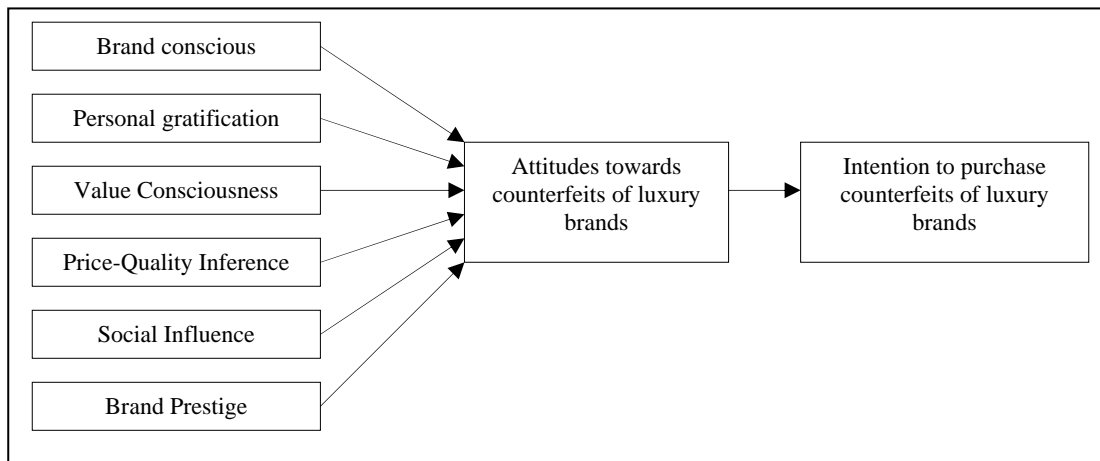 Brand conscious
Personal gratification
Value Consciousness
Price-Quality Inference
Social Influence
Brand Prestige
Attitudes towards
counterfeits of luxury
brands
Intention to purchase
counterfeits of luxury
brands